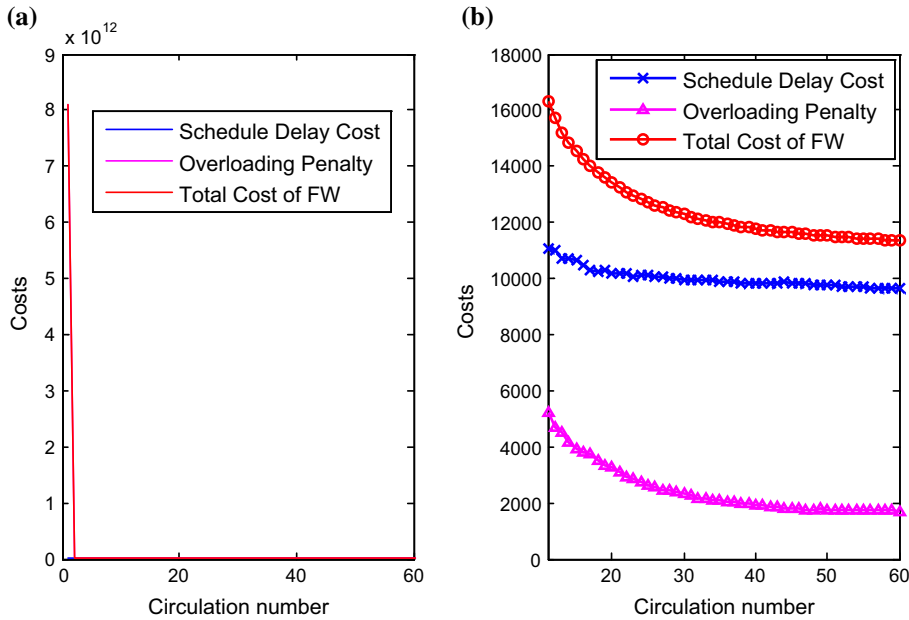 (a)
x 10^12
9
8
7
6
5
4
3
2
1
0
Costs
0
20
40
60
Circulation number
Schedule Delay Cost
Overloading Penalty
Total Cost of FW
(b)
18000
16000
14000
12000
10000
8000
6000
4000
2000
0
Costs
20
30
40
50
60
Circulation number
Schedule Delay Cost
Overloading Penalty
Total Cost of FW